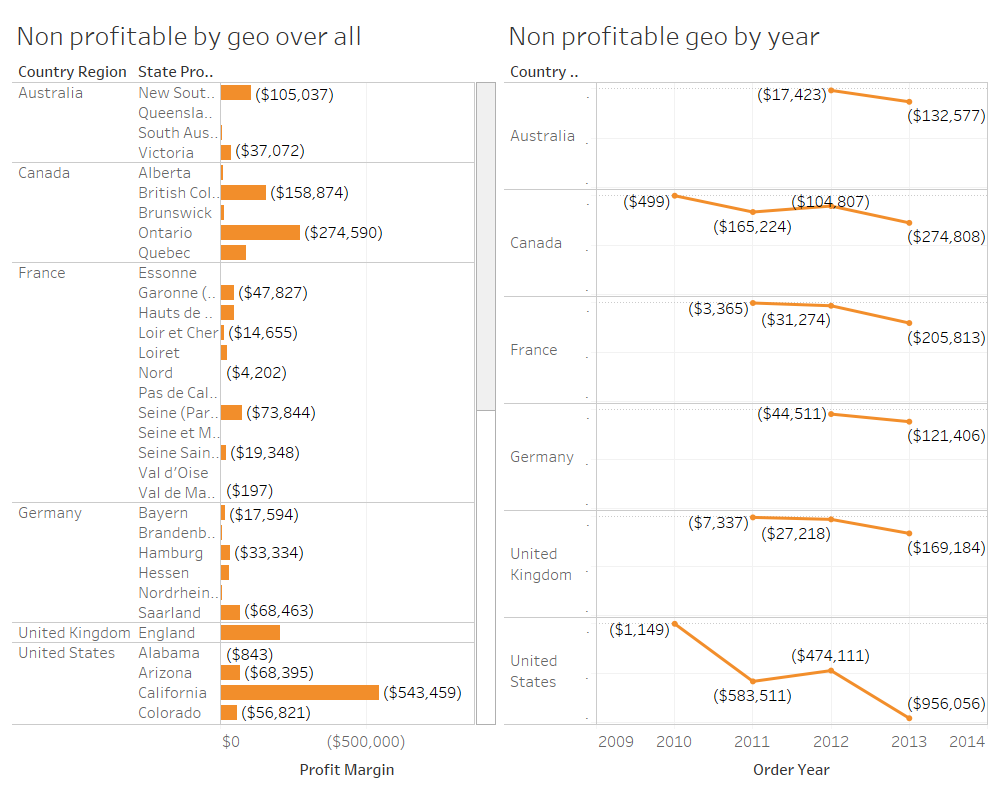 Non profitable by geo over all
Country Region State Pro..
Australia New Sout.. ($105,037)
Queensla..
South Aus..
Victoria ($37,072)
Canada Alberta
British Col.. ($158,874)
Brunswick
Ontario ($274,590)
Quebec
France Essonne
Garonne (.. ($47,827)
Hauts de ..
Loir et Cher ($14,655)
Loiret
Nord ($4,202)
Pas de Cal..
Seine (Par.. ($73,844)
Seine et M..
Seine Sain.. ($19,348)
Val d'Oise
Val de Ma.. ($197)
Germany Bayern ($17,594)
Brandenb..
Hamburg ($33,334)
Hessen
Nordrhein..
Saarland ($68,463)
United Kingdom England
United States Alabama ($843)
Arizona ($68,395)
California ($543,459)
Colorado ($56,821)
$0 ($500,000)
Profit Margin
Non profitable geo by year
Country ..
Australia
($17,423)
($132,577)
Canada
($499)
($165,224)
($104,807)
($274,808)
France
($3,365)
($31,274)
($205,813)
Germany
($44,511)
($121,406)
United
Kingdom
($7,337)
($27,218)
($169,184)
United
States
($1,149)
($583,511)
($474,111)
($956,056)
2009 2010 2011 2012 2013 2014
Order Year